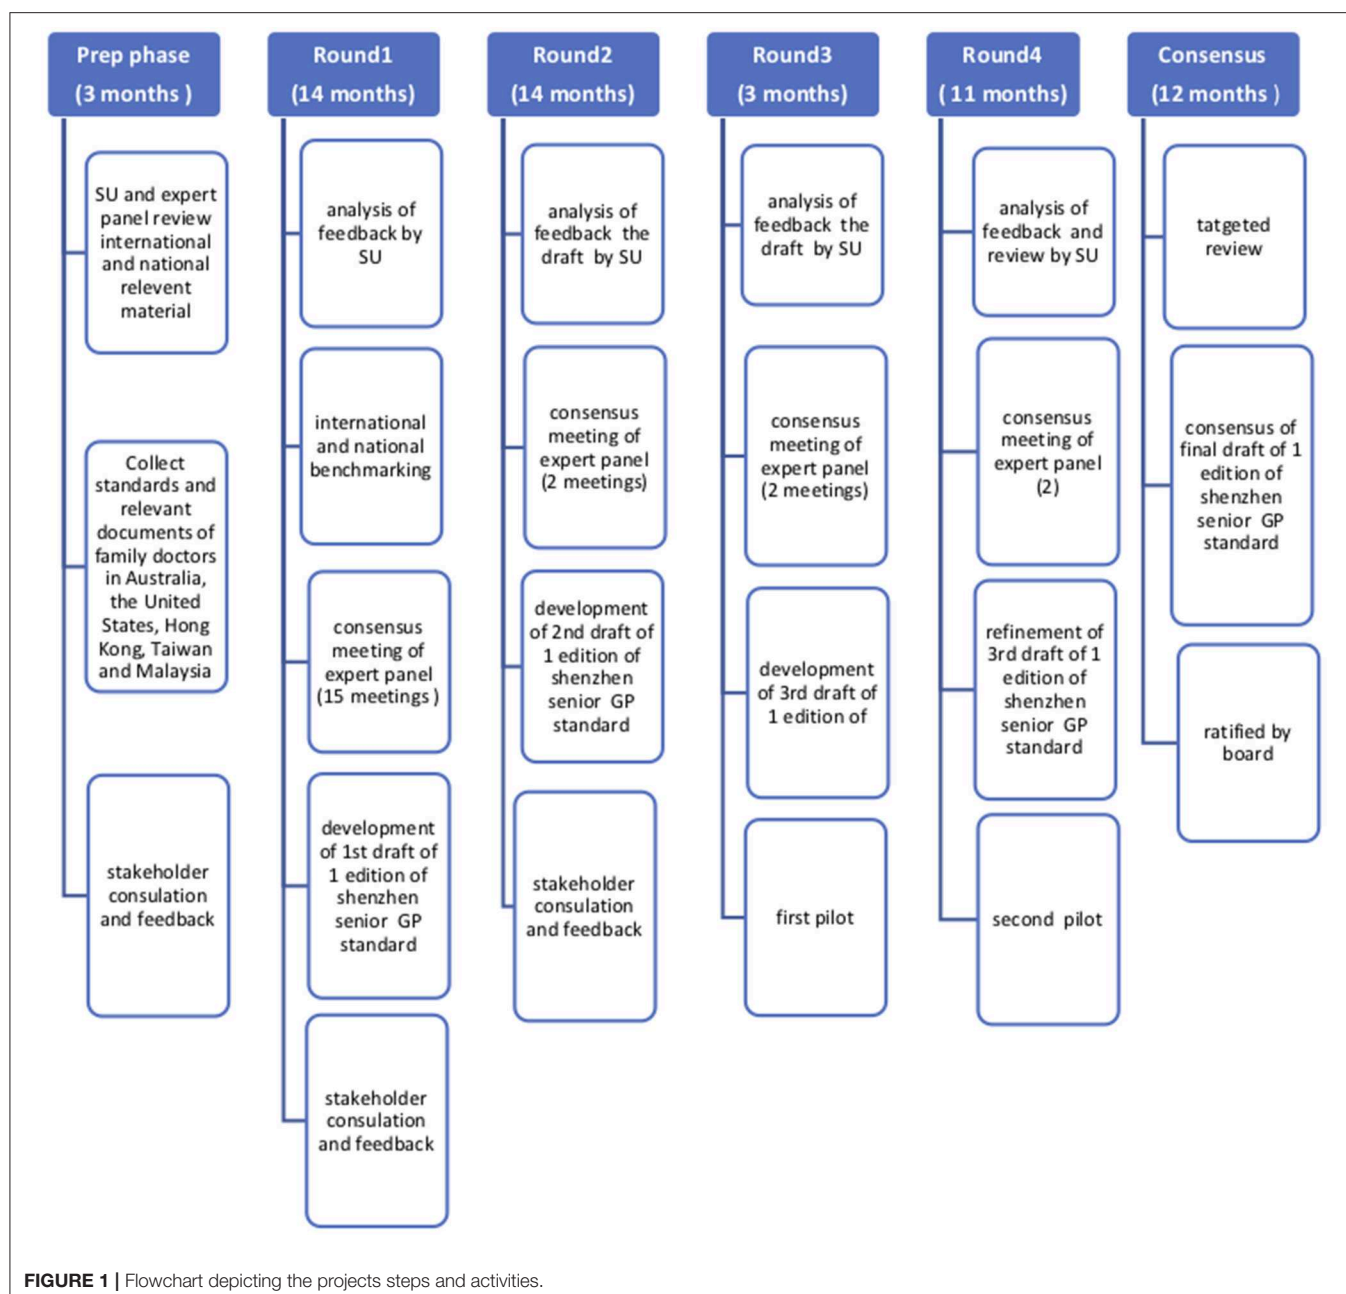 Prep phase
(3 months )
SU and expert
panel review
international
and national
relevent
material
Collect
standards and
relevant
documents of
family doctors
in Australia,
the United
States, Hong
Kong, Taiwan
and Malaysia
stakeholder
consulation
and feedback
Round1
(14 months)
analysis of
feedback by
SU
international
and national
benchmarking
consensus
meeting of
expert panel
(15 meetings )
development
of 1st draft of
1 edition of
shenzhen
senior GP
standard
stakeholder
consulation
and feedback
Round2
(14 months)
analysis of
feedback the
draft by SU
consensus
meeting of
expert panel
(2 meetings)
development
of 2nd draft of
1 edition of
shenzhen
senior GP
standard
stakeholder
consulation
and feedback
Round3
(3 months)
analysis of
feedback the
draft by SU
consensus
meeting of
expert panel
(2 meetings)
development
of 3rd draft of
1 edition of
first pilot
Round4
( 11 months)
analysis of
feedback and
review by SU
consensus
meeting of
expert panel
(2)
refinement of
3rd draft of 1
edition of
shenzhen
senior GP
standard
second pilot
Consensus
(12 months )
tatgeted
review
consensus of
final draft of 1
edition of
shenzhen
senior GP
standard
ratified by
board
FIGURE 1 | Flowchart depicting the projects steps and activities.